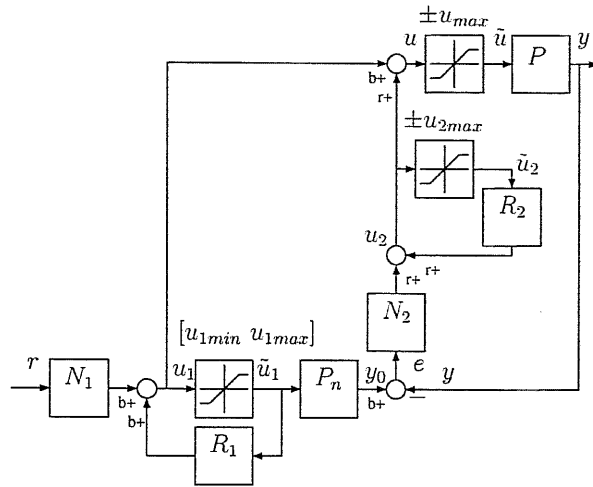 ±u_max
u
ũ
P
y
b+
r+
±u_2max
ũ_2
R_2
u_2
r+
r+
N_2
[u_1min u_1max]
r
N_1
u_1
ũ_1
P_n
y_0
e
y
b+
b+
b+
−
R_1